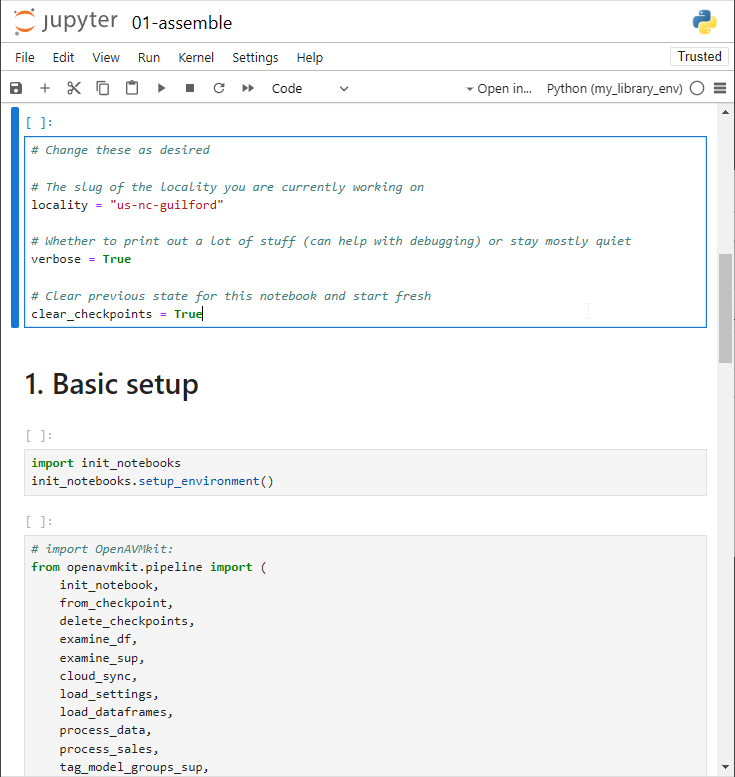 jupyter 01-assemble
File Edit View Run Kernel Settings Help
Trusted
Code Open in... Python (my_library_env)
[ ]:
# Change these as desired
# The slug of the locality you are currently working on
locality = "us-nc-guilford"
# Whether to print out a lot of stuff (can help with debugging) or stay mostly quiet
verbose = True
# Clear previous state for this notebook and start fresh
clear_checkpoints = True
1. Basic setup
[ ]:
import init_notebooks
init_notebooks.setup_environment()
[ ]:
# import OpenAVMkit:
from openavmkit.pipeline import (
    init_notebook,
    from_checkpoint,
    delete_checkpoints,
    examine_df,
    examine_sup,
    cloud_sync,
    load_settings,
    load_dataframes,
    process_data,
    process_sales,
    tag_model_groups_sup,